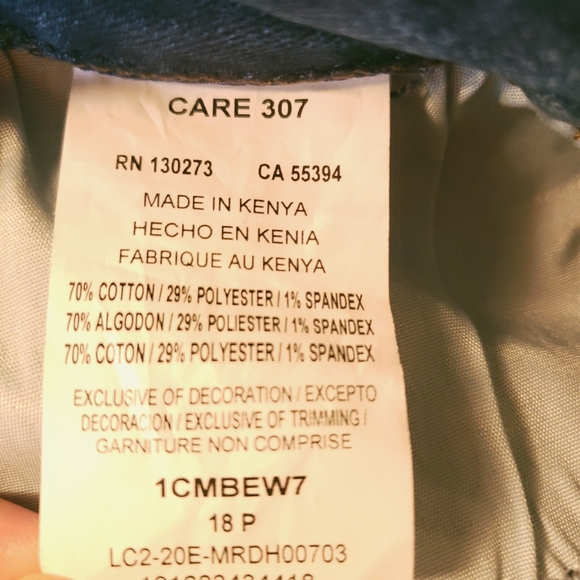 CARE 307
RN 130273 CA 55394
MADE IN KENYA
HECHO EN KENIA
FABRIQUE AU KENYA
70% COTTON / 29% POLYESTER / 1% SPANDEX
70% ALGODON / 29% POLIESTER / 1% SPANDEX
70% COTON / 29% POLYESTER / 1% SPANDEX
EXCLUSIVE OF DECORATION / EXCEPTO
DECORACION / EXCLUSIVE OF TRIMMING /
GARNITURE NON COMPRISE
1CMBEW7
18 P
LC2-20E-MRDH00703